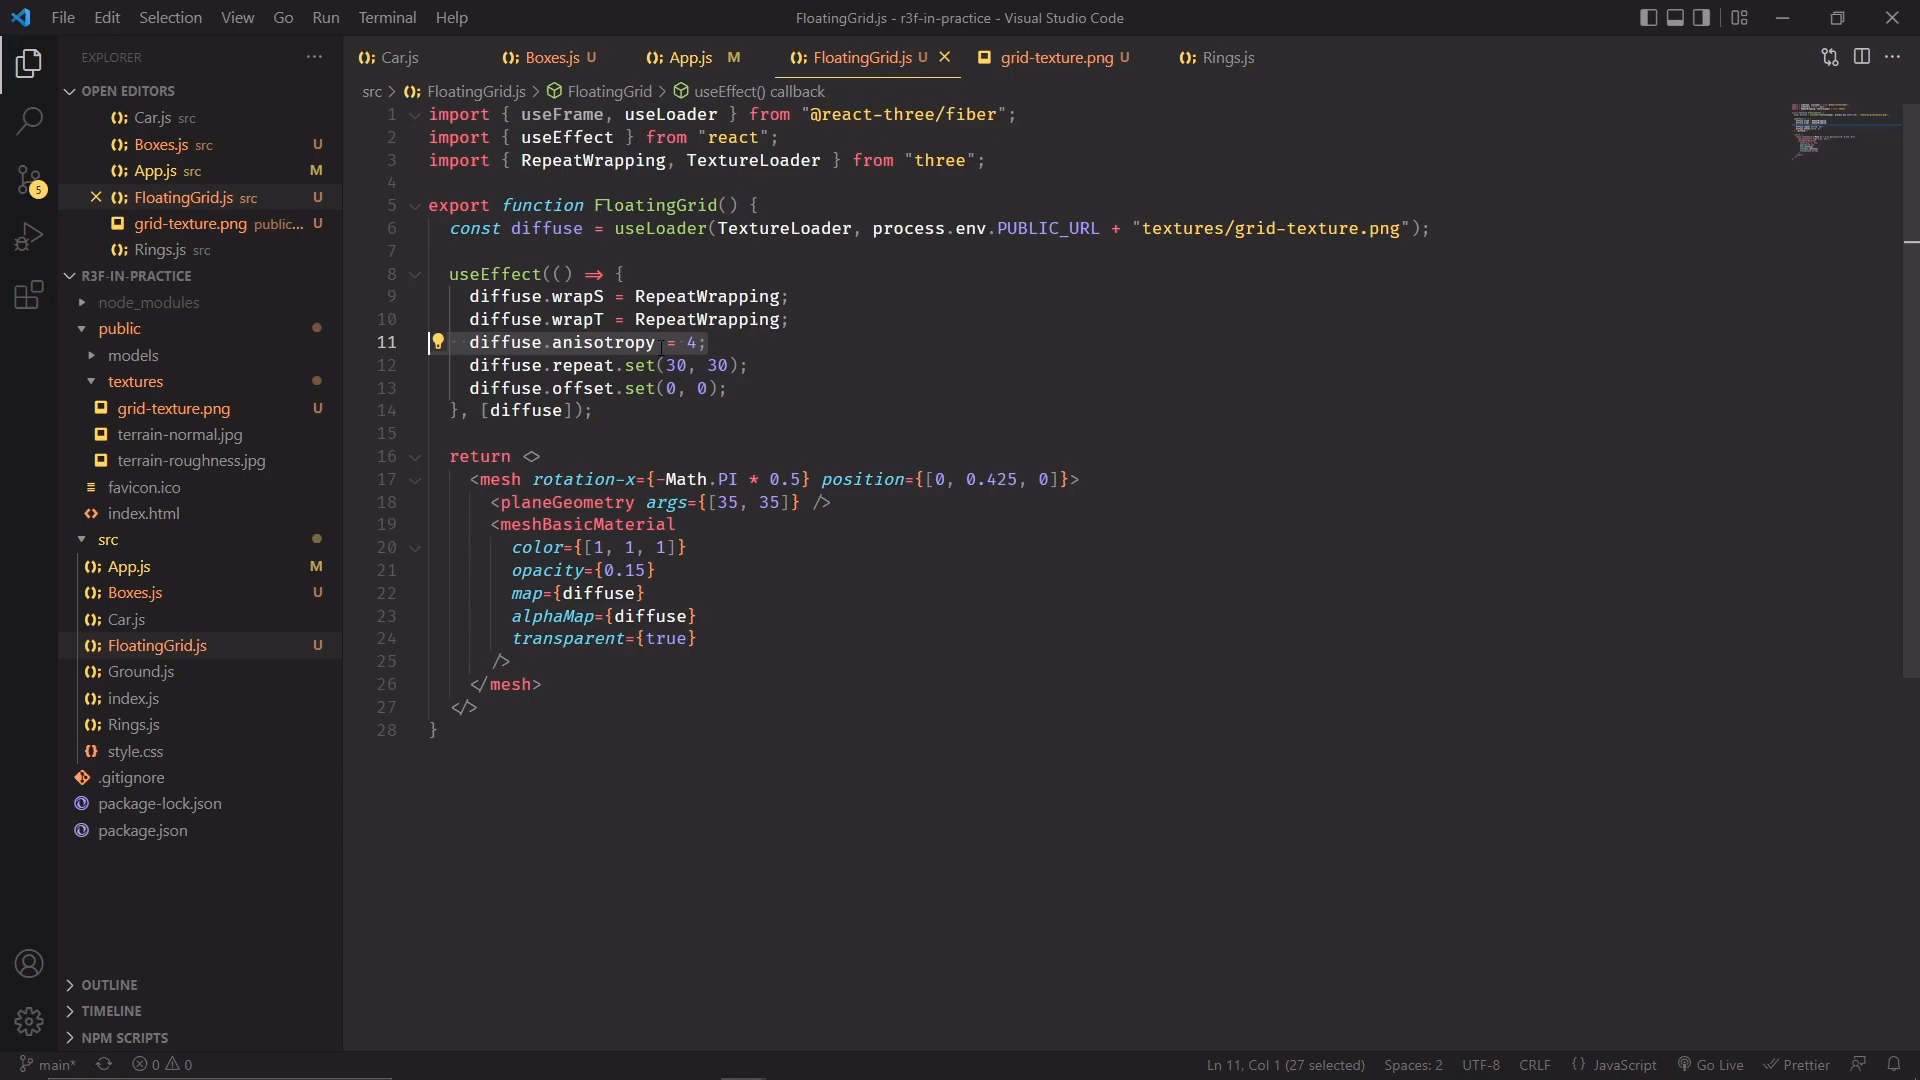 File Edit Selection View Go Run Terminal Help
FloatingGrid.js - r3f-in-practice - Visual Studio Code
EXPLORER
OPEN EDITORS
Car.js src
Boxes.js src U
App.js src M
FloatingGrid.js src U
grid-texture.png public... U
Rings.js src
R3F-IN-PRACTICE
node_modules
public
models
textures
grid-texture.png U
terrain-normal.jpg
terrain-roughness.jpg
favicon.ico
index.html
src
App.js M
Boxes.js U
Car.js
FloatingGrid.js U
Ground.js
index.js
Rings.js
style.css
.gitignore
package-lock.json
package.json
OUTLINE
TIMELINE
NPM SCRIPTS
5
Car.js Boxes.js U App.js M FloatingGrid.js U grid-texture.png U Rings.js
src > FloatingGrid.js > FloatingGrid > useEffect() callback
1 import { useFrame, useLoader } from "@react-three/fiber";
2 import { useEffect } from "react";
3 import { RepeatWrapping, TextureLoader } from "three";
4
5 export function FloatingGrid() {
6 const diffuse = useLoader(TextureLoader, process.env.PUBLIC_URL + "textures/grid-texture.png");
7
8 useEffect(() => {
9 diffuse.wrapS = RepeatWrapping;
10 diffuse.wrapT = RepeatWrapping;
11 diffuse.anisotropy = 4;
12 diffuse.repeat.set(30, 30);
13 diffuse.offset.set(0, 0);
14 }, [diffuse]);
15
16 return <>
17 <mesh rotation-x={-Math.PI * 0.5} position={[0, 0.425, 0]}>
18 <planeGeometry args={[35, 35]} />
19 <meshBasicMaterial
20 color={[1, 1, 1]}
21 opacity={0.15}
22 map={diffuse}
23 alphaMap={diffuse}
24 transparent={true}
25 />
26 </mesh>
27 </>
28 }
main* 0 0
Ln 11, Col 1 (27 selected) Spaces: 2 UTF-8 CRLF JavaScript Go Live Prettier